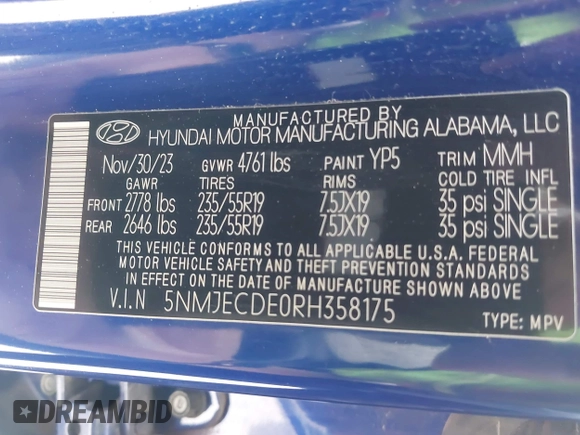 MANUFACTURED BY
HYUNDAI MOTOR MANUFACTURING ALABAMA, LLC
Nov/30/23 GVWR 4761 lbs PAINT YP5 TRIM MMH
GAWR TIRES RIMS COLD TIRE INFL
FRONT 2778 lbs 235/55R19 7.5JX19 35 psi SINGLE
REAR 2646 lbs 235/55R19 7.5JX19 35 psi SINGLE
THIS VEHICLE CONFORMS TO ALL APPLICABLE U.S.A. FEDERAL
MOTOR VEHICLE SAFETY AND THEFT PREVENTION STANDARDS
IN EFFECT ON THE DATE OF MANUFACTURE SHOWN ABOVE
V.I.N 5NMJECDE0RH358175
TYPE: MPV
DREAMBID